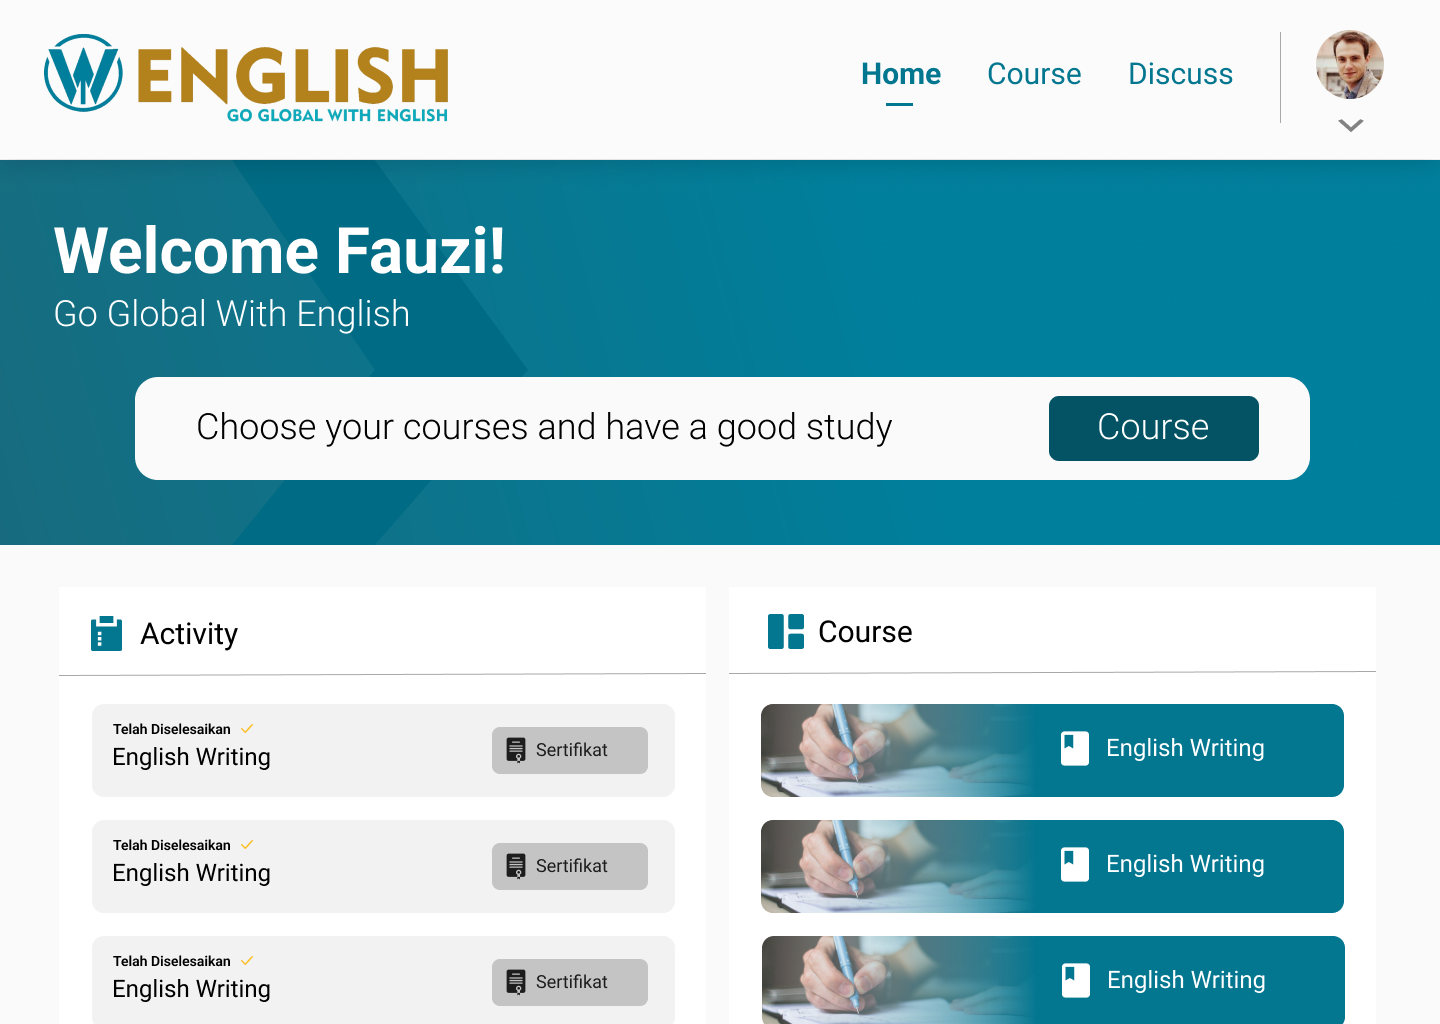 W ENGLISH
GO GLOBAL WITH ENGLISH
Home
Course
Discuss
Welcome Fauzi!
Go Global With English
Choose your courses and have a good study
Course
Activity
Telah Diselesaikan
English Writing
Sertifikat
Telah Diselesaikan
English Writing
Sertifikat
Telah Diselesaikan
English Writing
Sertifikat
Course
English Writing
English Writing
English Writing